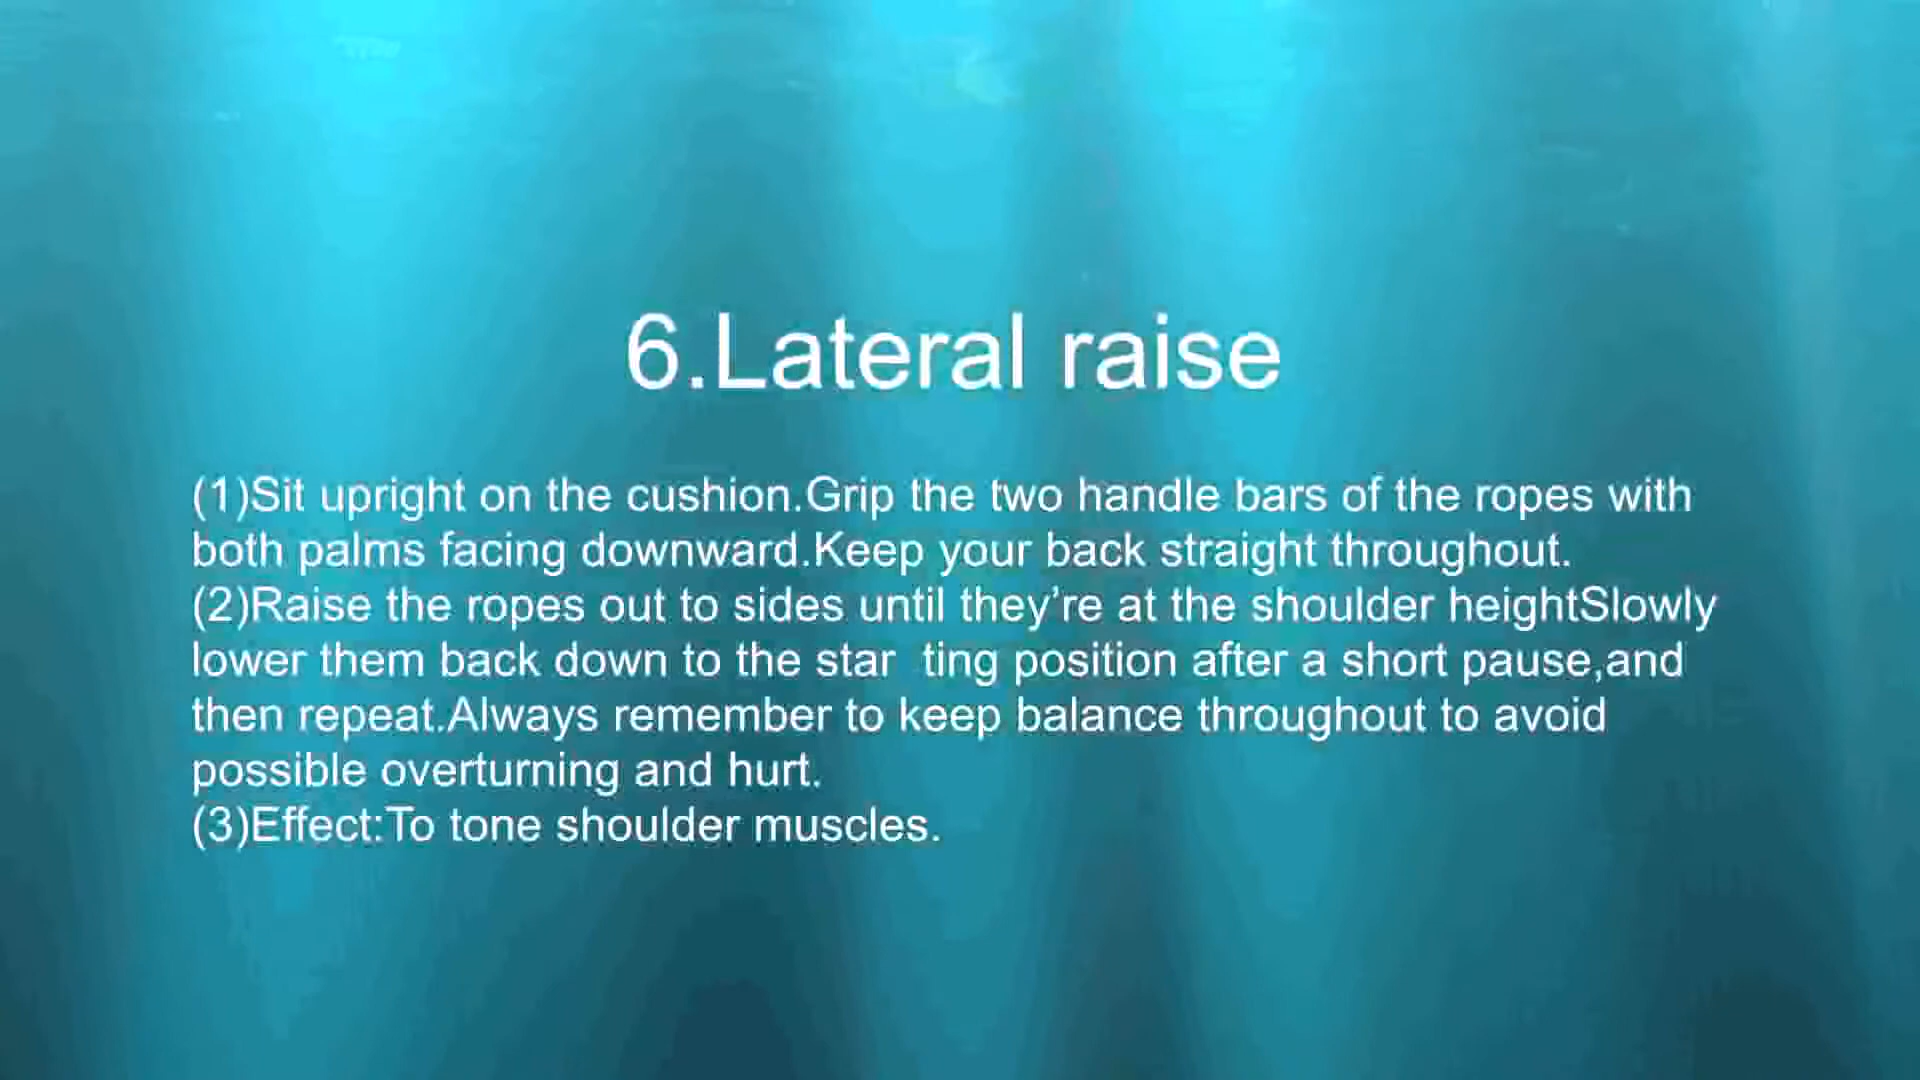 6.Lateral raise
(1)Sit upright on the cushion.Grip the two handle bars of the ropes with
both palms facing downward.Keep your back straight throughout.
(2)Raise the ropes out to sides until they’re at the shoulder heightSlowly
lower them back down to the star  ting position after a short pause,and
then repeat.Always remember to keep balance throughout to avoid
possible overturning and hurt.
(3)Effect:To tone shoulder muscles.